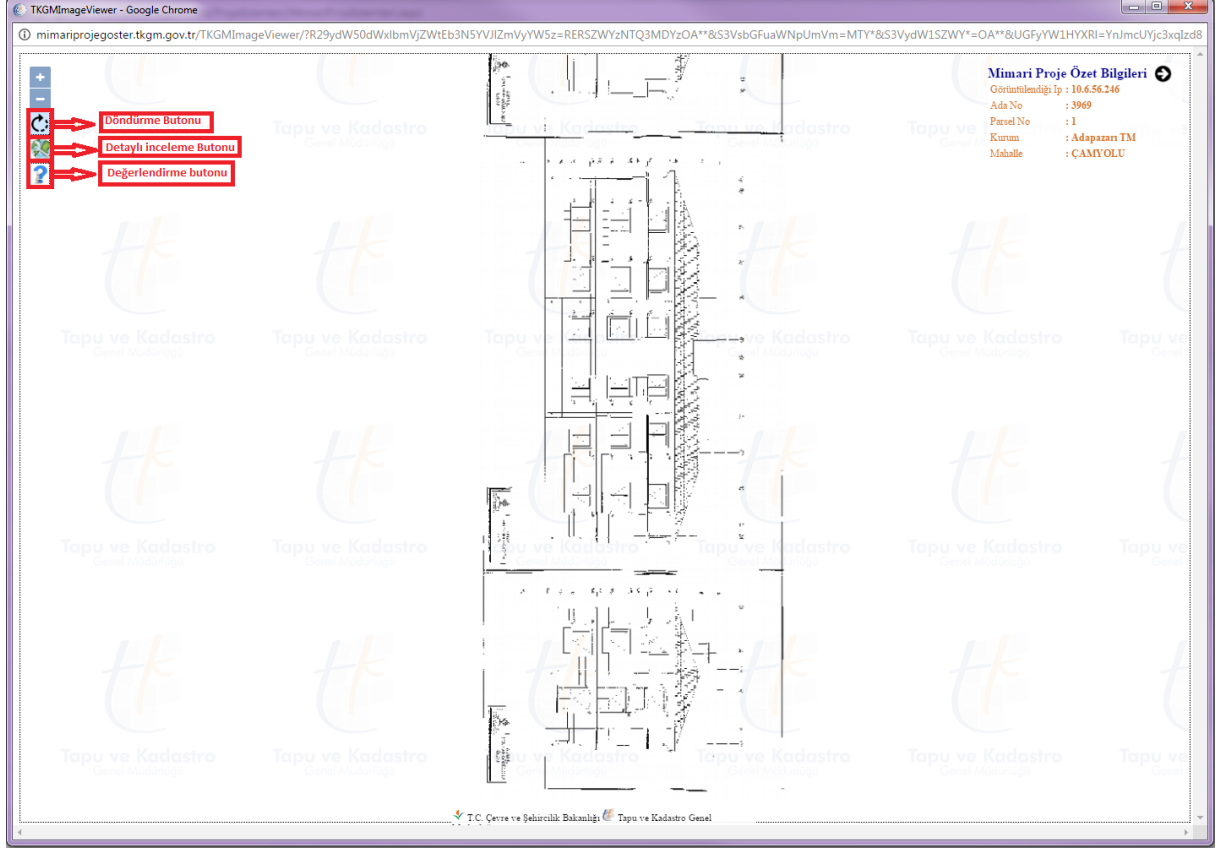 TKGMImageViewer - Google Chrome
mimariprojegoster.tkgm.gov.tr/TKGMImageViewer/?R29ydW50dWxlbmVjZWtEb3N5YVJlZmVyYW5z=RERSZWYzNTQ3MDYzOA**&S3VsbGFuaWNpUmVm=MTY*&S3VydW1SZWY*=OA**&UGFyYW1HYXRl=YnJmcUYjc3xqlzd8
+
−
Döndürme Butonu
Detaylı inceleme Butonu
? Değerlendirme butonu
Mimari Proje Özet Bilgileri
Görüntülendiği Ip : 10.6.56.246
Ada No : 3969
Parsel No : 1
Kurum : Adapazarı TM
Mahalle : ÇAMYOLU
Tapu ve Kadastro
Genel Müdürlüğü
T.C. Çevre ve Şehircilik Bakanlığı Tapu ve Kadastro Genel